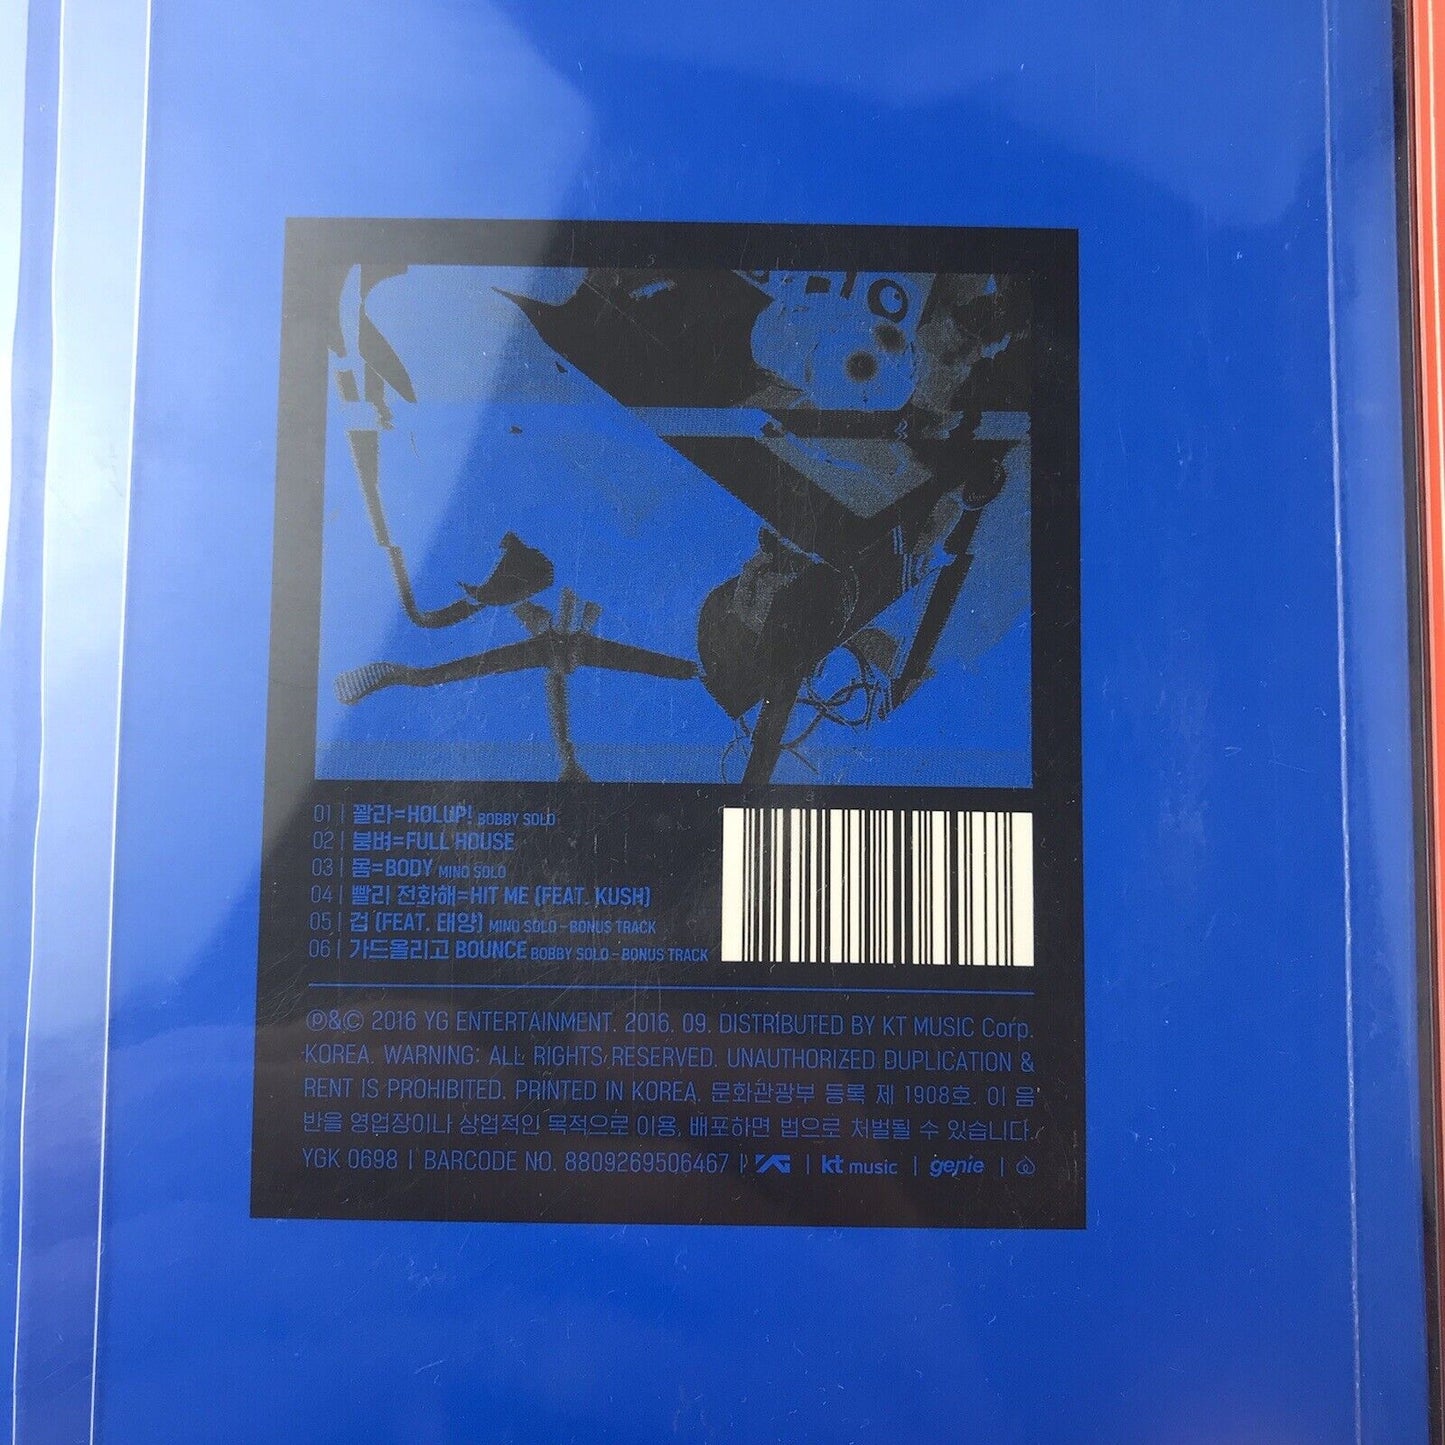 01 | 꽐라=HOLUP! BOBBY SOLO
02 | 붐벼=FULL HOUSE
03 | 몸=BODY MINO SOLO
04 | 빨리 전화해=HIT ME (FEAT. KUSH)
05 | 겁 (FEAT. 태양) MINO SOLO – BONUS TRACK
06 | 가드올리고 BOUNCE BOBBY SOLO – BONUS TRACK
℗&© 2016 YG ENTERTAINMENT. 2016. 09. DISTRIBUTED BY KT MUSIC Corp.
KOREA. WARNING: ALL RIGHTS RESERVED. UNAUTHORIZED DUPLICATION &
RENT IS PROHIBITED. PRINTED IN KOREA. 문화관광부 등록 제 1908호. 이 음
반을 영업장이나 상업적인 목적으로 이용, 배포하면 법으로 처벌될 수 있습니다.
YGK 0698 | BARCODE NO. 8809269506467 | YG | kt music | genie |